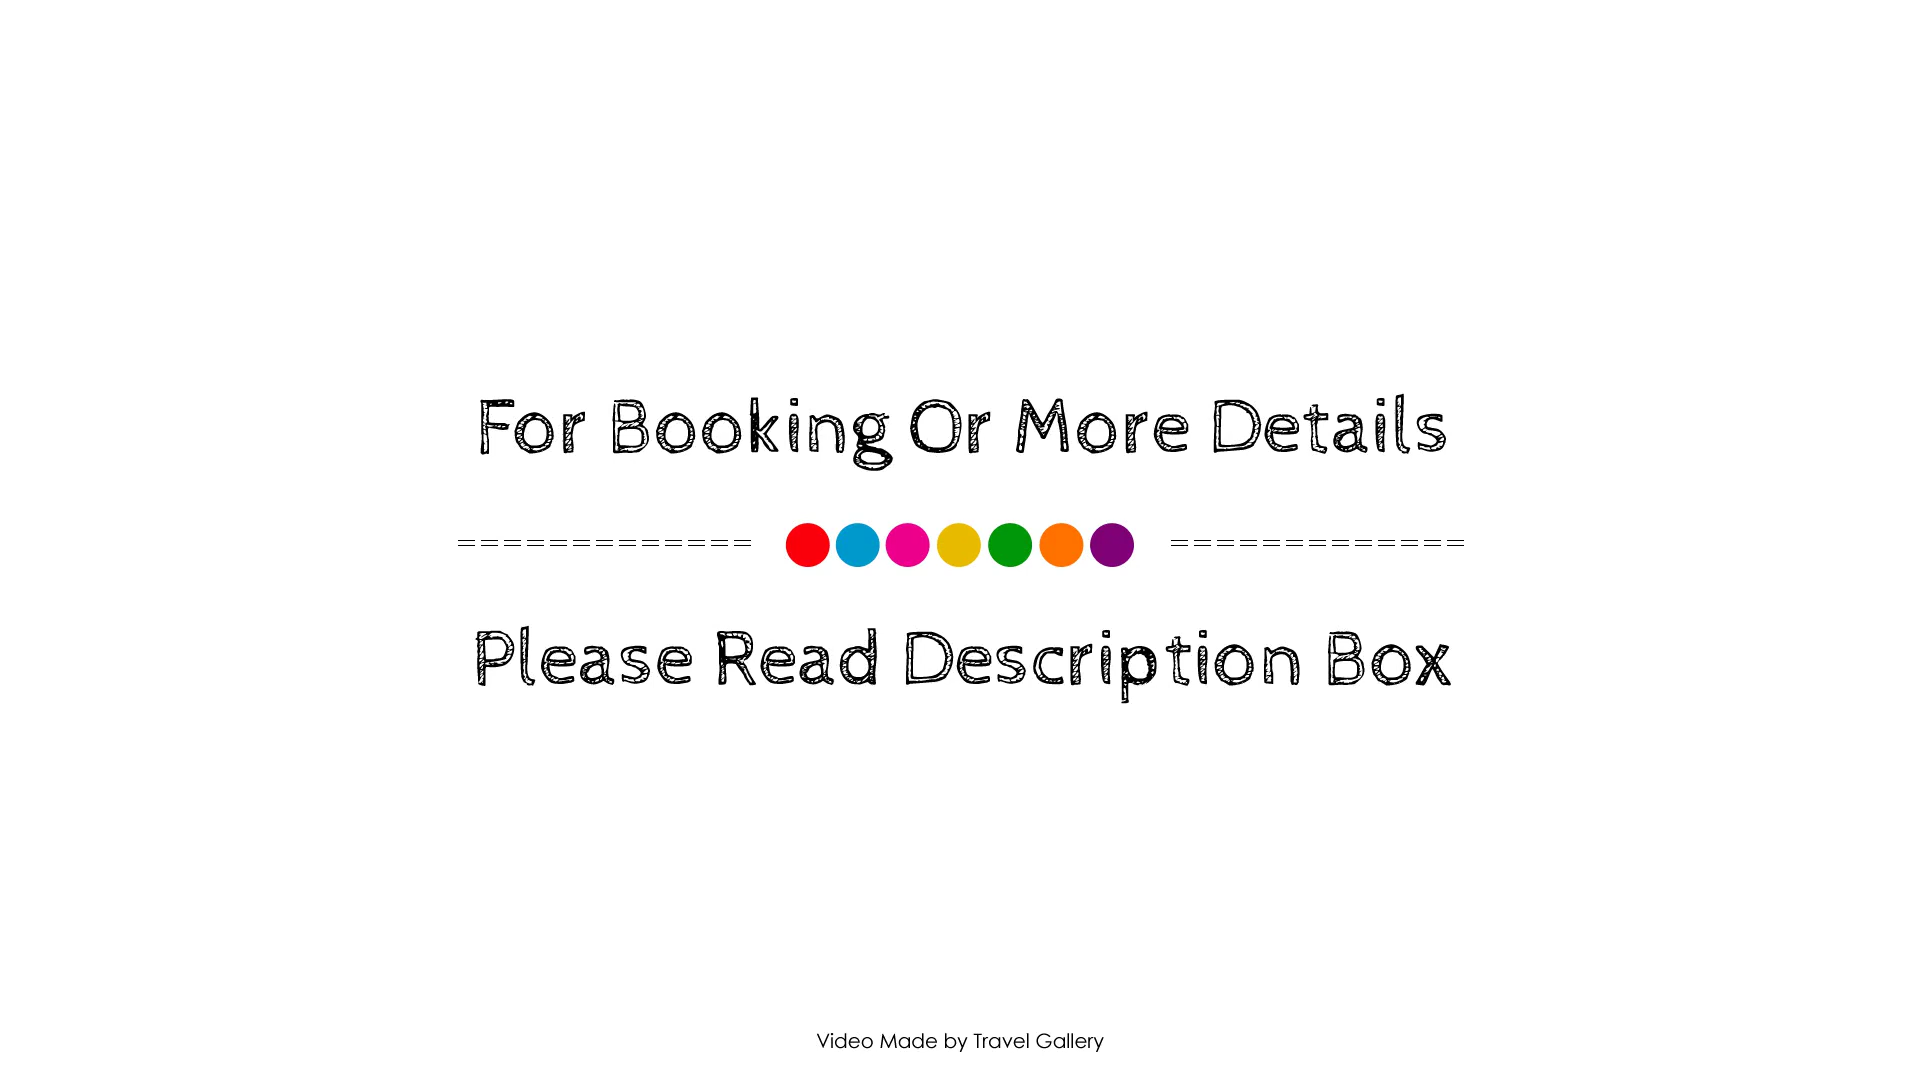 For Booking Or More Details
============= =============
Please Read Description Box
Video Made by Travel Gallery